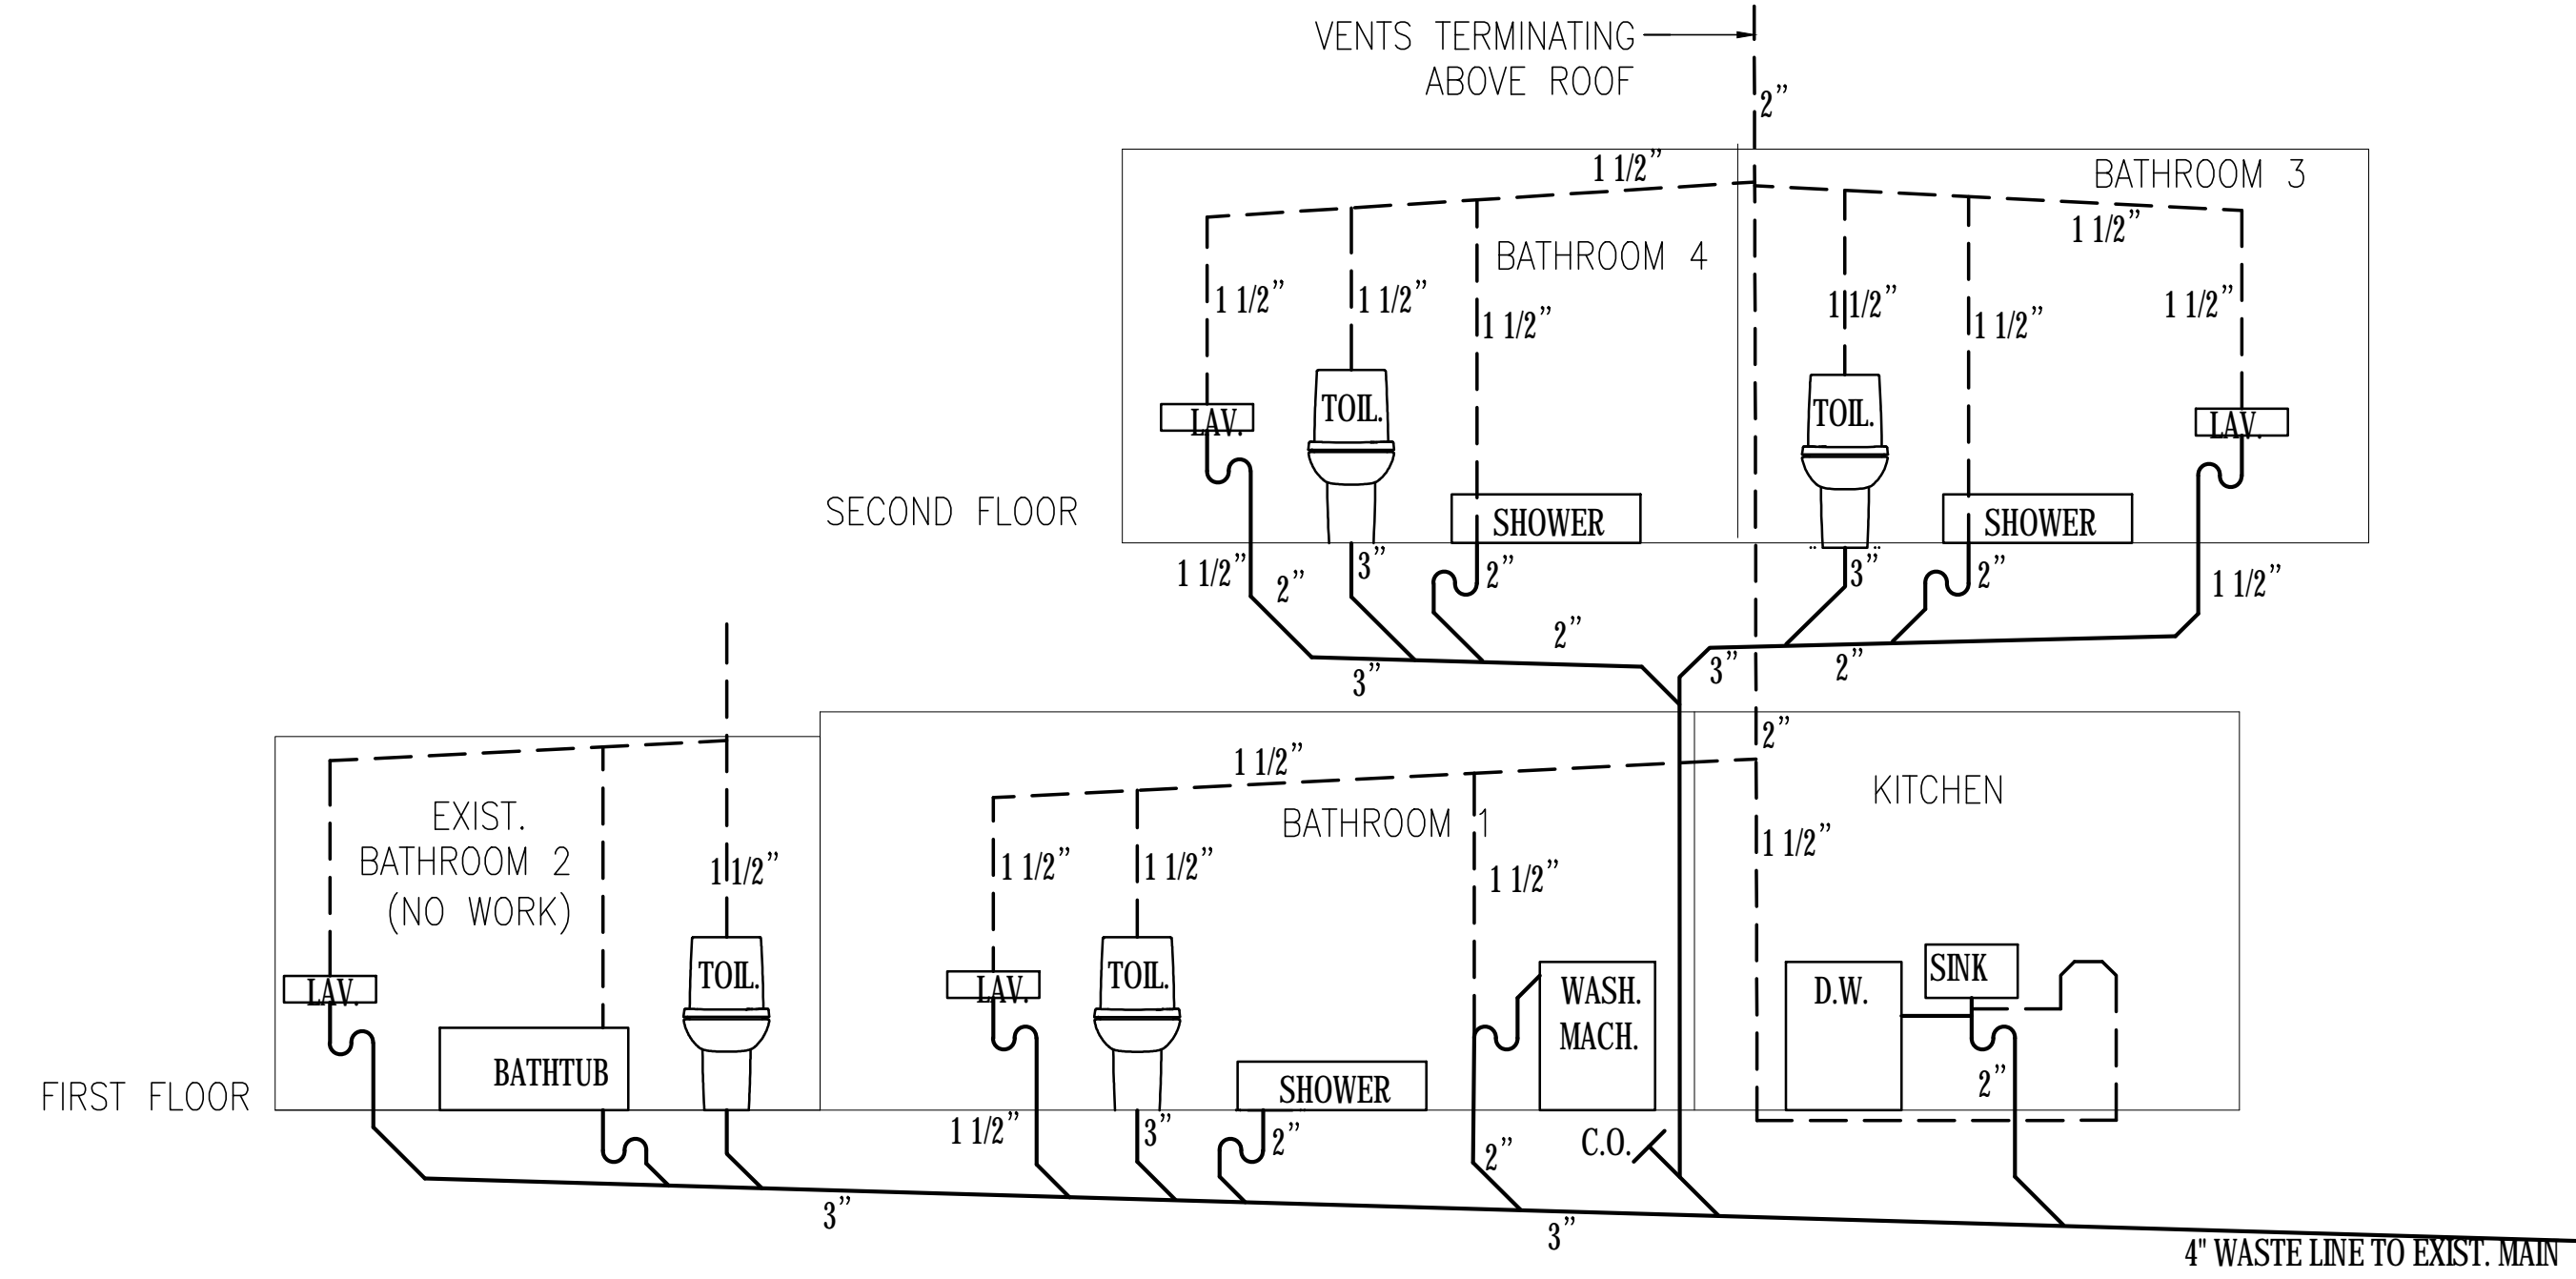 VENTS TERMINATING
ABOVE ROOF
2"
1 1/2"
BATHROOM 3
1 1/2"
BATHROOM 4
1 1/2"
1 1/2"
1 1/2"
1 1/2"
1 1/2"
1 1/2"
LAV.
TOIL.
TOIL.
LAV.
SECOND FLOOR
SHOWER
SHOWER
1 1/2"
2"
3"
2"
3"
2"
1 1/2"
2"
3"
3"
2"
2"
1 1/2"
KITCHEN
EXIST.
BATHROOM 2
(NO WORK)
BATHROOM 1
1 1/2"
1 1/2"
1 1/2"
1 1/2"
1 1/2"
LAV.
TOIL.
LAV.
TOIL.
WASH.
MACH.
D.W.
SINK
BATHTUB
SHOWER
2"
FIRST FLOOR
1 1/2"
3"
2"
2"
C.O.
3"
3"
4" WASTE LINE TO EXIST. MAIN